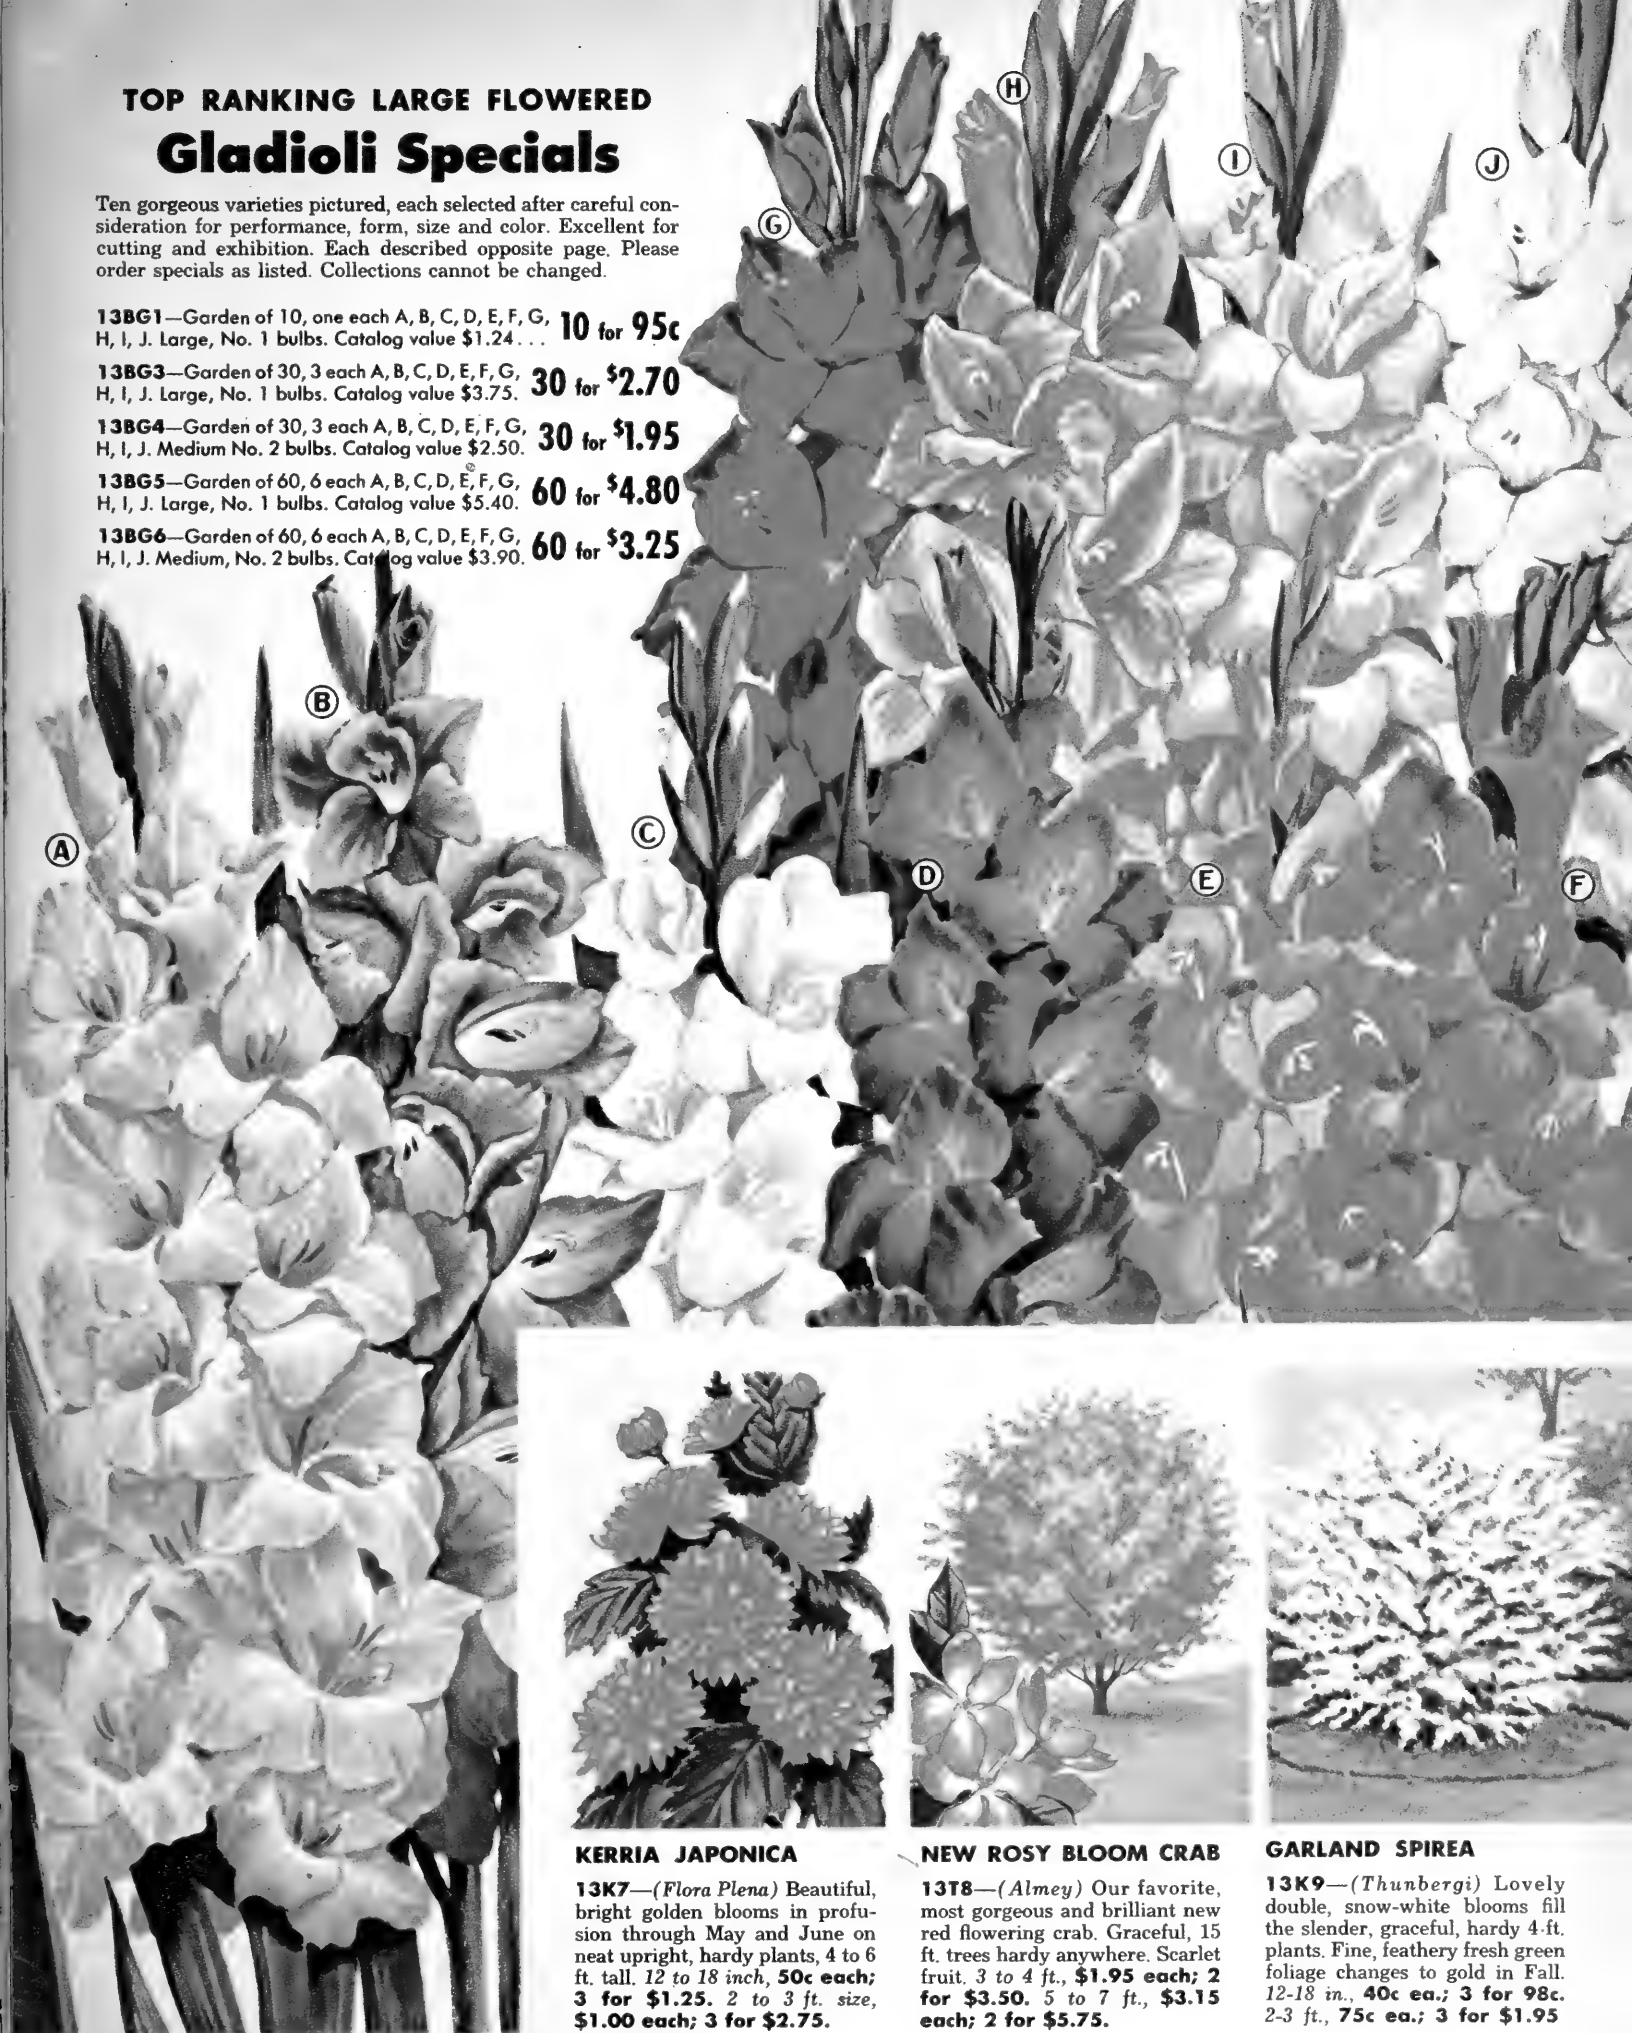 TOP RANKING LARGE FLOWERED
Gladioli Specials
Ten gorgeous varieties pictured, each selected after careful con-
sideration for performance, form, size and color. Excellent for
cutting and exhibition. Each described opposite page. Please
order specials as listed. Collections cannot be changed.
13BG1—Garden of 10, one each A, B, C, D, E, F, G,
H, I, J. Large, No. 1 bulbs. Catalog value $1.24... 10 for 95c
13BG3—Garden of 30, 3 each A, B, C, D, E, F, G,
H, I, J. Large, No. 1 bulbs. Catalog value $3.75. 30 for $2.70
13BG4—Garden of 30, 3 each A, B, C, D, E, F, G,
H, I, J. Medium No. 2 bulbs. Catalog value $2.50. 30 for $1.95
13BG5—Garden of 60, 6 each A, B, C, D, E, F, G,
H, I, J. Large, No. 1 bulbs. Catalog value $5.40. 60 for $4.80
13BG6—Garden of 60, 6 each A, B, C, D, E, F, G,
H, I, J. Medium, No. 2 bulbs. Catalog value $3.90. 60 for $3.25
H
I
J
G
B
C
A
D
E
F
KERRIA JAPONICA
13K7—(Flora Plena) Beautiful,
bright golden blooms in profu-
sion through May and June on
neat upright, hardy plants, 4 to 6
ft. tall. 12 to 18 inch, 50c each;
3 for $1.25. 2 to 3 ft. size,
$1.00 each; 3 for $2.75.
NEW ROSY BLOOM CRAB
13T8—(Almey) Our favorite,
most gorgeous and brilliant new
red flowering crab. Graceful, 15
ft. trees hardy anywhere. Scarlet
fruit. 3 to 4 ft., $1.95 each; 2
for $3.50. 5 to 7 ft., $3.15
each; 2 for $5.75.
GARLAND SPIREA
13K9—(Thunbergi) Lovely
double, snow-white blooms fill
the slender, graceful, hardy 4-ft.
plants. Fine, feathery fresh green
foliage changes to gold in Fall.
12-18 in., 40c ea.; 3 for 98c.
2-3 ft., 75c ea.; 3 for $1.95